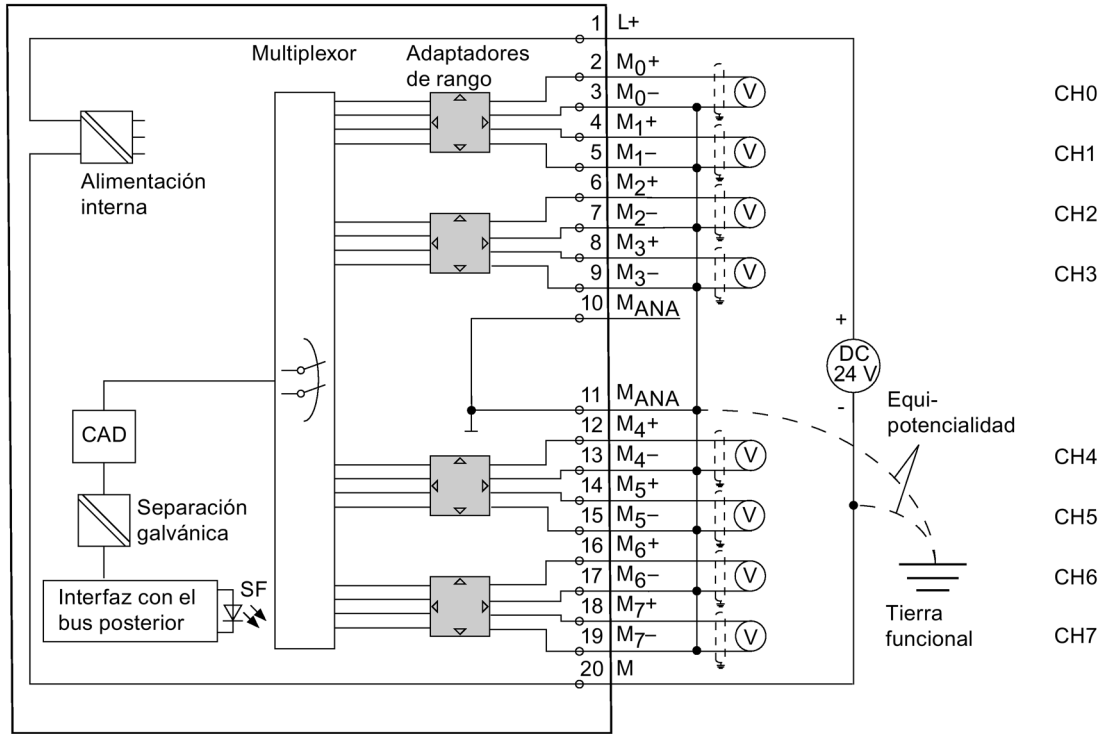 1 L+
Multiplexor
Adaptadores
de rango
2 M0+
3 M0–
V
CH0
4 M1+
5 M1–
V
CH1
Alimentación
interna
6 M2+
7 M2–
V
CH2
8 M3+
9 M3–
V
CH3
10 MANA
+
DC
24 V
-
11 MANA
Equi-
potencialidad
CAD
12 M4+
13 M4–
V
CH4
14 M5+
15 M5–
V
CH5
Separación
galvánica
16 M6+
17 M6–
V
CH6
SF
Interfaz con el
bus posterior
18 M7+
19 M7–
V
CH7
Tierra
funcional
20 M